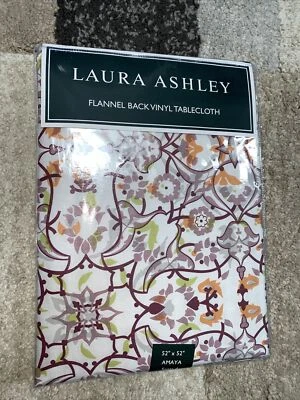 LAURA ASHLEY
FLANNEL BACK VINYL TABLECLOTH
52" x 52"
AMAYA